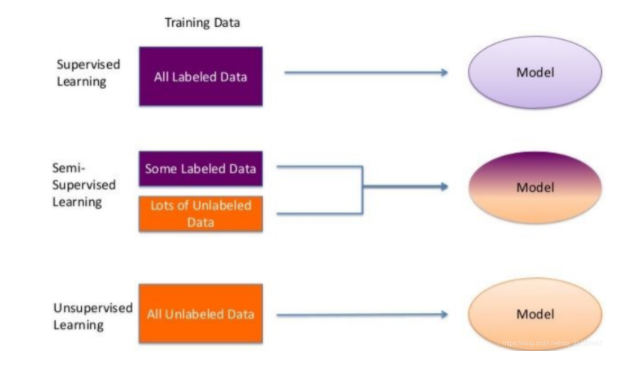 Training Data
Supervised
Learning
All Labeled Data
Model
Semi-
Supervised
Learning
Some Labeled Data
Lots of Unlabeled
Data
Model
Unsupervised
Learning
All Unlabeled Data
Model